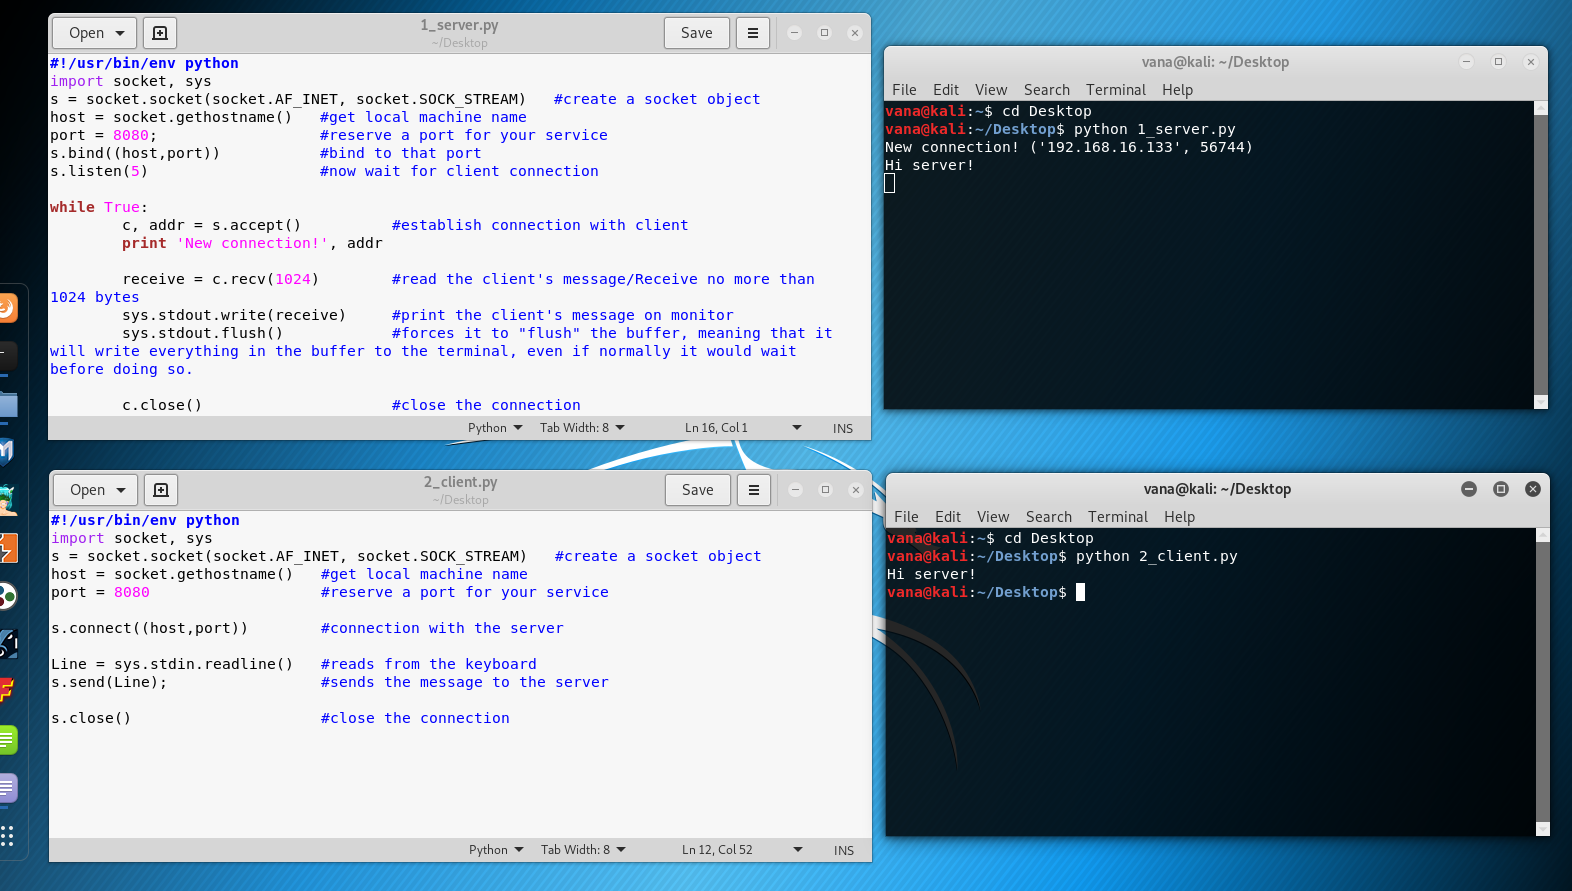 Open
1_server.py
~/Desktop
Save
#!/usr/bin/env python
import socket, sys
s = socket.socket(socket.AF_INET, socket.SOCK_STREAM)   #create a socket object
host = socket.gethostname()   #get local machine name
port = 8080;                  #reserve a port for your service
s.bind((host,port))           #bind to that port
s.listen(5)                   #now wait for client connection
while True:
        c, addr = s.accept()          #establish connection with client
        print 'New connection!', addr
        receive = c.recv(1024)        #read the client's message/Receive no more than
1024 bytes
        sys.stdout.write(receive)     #print the client's message on monitor
        sys.stdout.flush()            #forces it to "flush" the buffer, meaning that it
will write everything in the buffer to the terminal, even if normally it would wait
before doing so.
        c.close()                     #close the connection
Python
Tab Width: 8
Ln 16, Col 1
INS
vana@kali: ~/Desktop
File Edit View Search Terminal Help
vana@kali:~$ cd Desktop
vana@kali:~/Desktop$ python 1_server.py
New connection! ('192.168.16.133', 56744)
Hi server!
Open
2_client.py
~/Desktop
Save
#!/usr/bin/env python
import socket, sys
s = socket.socket(socket.AF_INET, socket.SOCK_STREAM)   #create a socket object
host = socket.gethostname()   #get local machine name
port = 8080                   #reserve a port for your service
s.connect((host,port))        #connection with the server
Line = sys.stdin.readline()   #reads from the keyboard
s.send(Line);                 #sends the message to the server
s.close()                     #close the connection
Python
Tab Width: 8
Ln 12, Col 52
INS
vana@kali: ~/Desktop
File Edit View Search Terminal Help
vana@kali:~$ cd Desktop
vana@kali:~/Desktop$ python 2_client.py
Hi server!
vana@kali:~/Desktop$